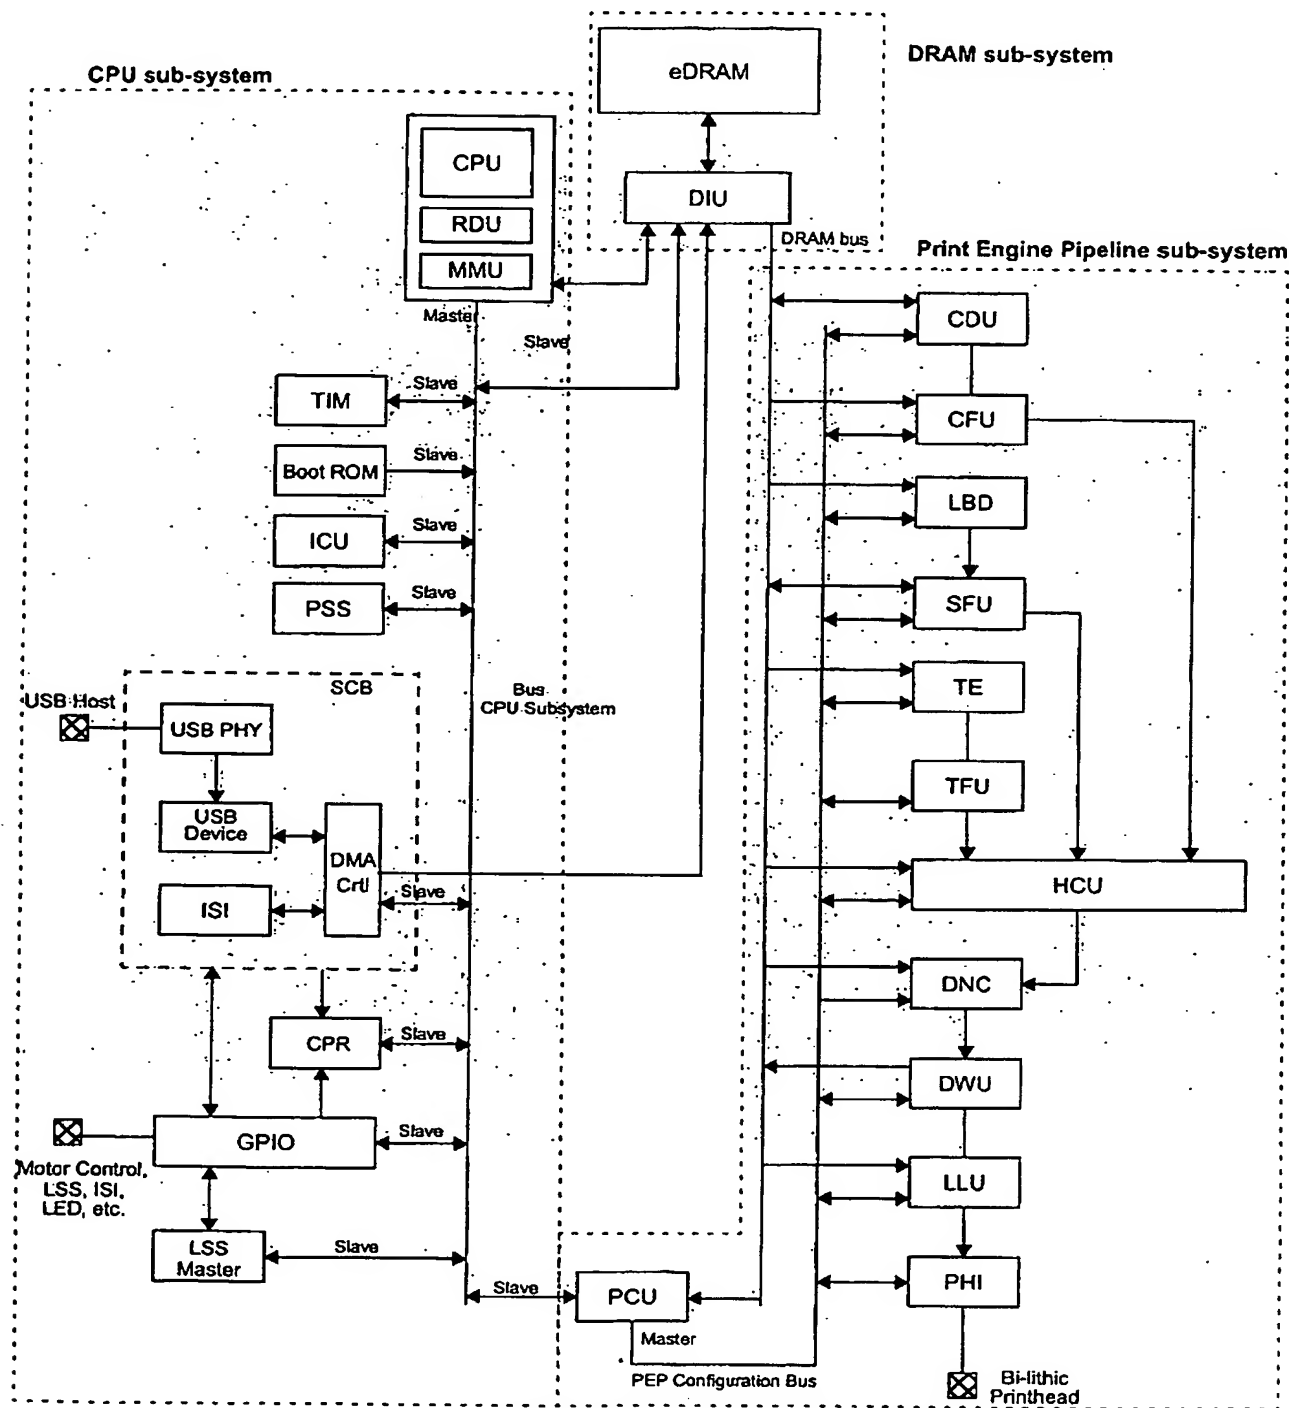 CPU sub-system
DRAM sub-system
eDRAM
CPU
RDU
MMU
DIU
DRAM bus
Print Engine Pipeline sub-system
Maste
Slave
TIM
Slave
Boot ROM
Slave
ICU
Slave
PSS
Slave
SCB
USB Host
USB PHY
Bus
CPU Subsystem
USB
Device
DMA
Crtl
Slave
ISI
CPR
Slave
GPIO
Slave
Motor Control,
LSS, ISI,
LED, etc.
LSS
Master
Slave
Slave
PCU
Master
PEP Configuration Bus
CDU
CFU
LBD
SFU
TE
TFU
HCU
DNC
DWU
LLU
PHI
Bi-lithic
Printhead